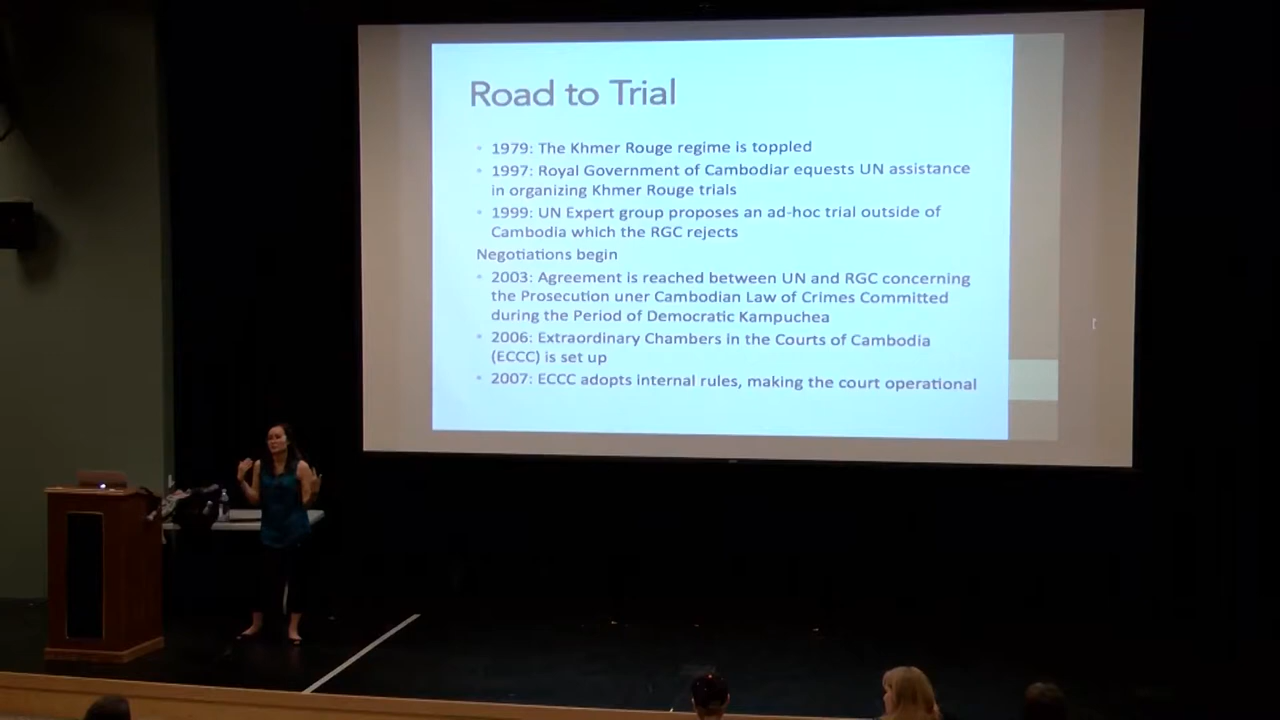 Road to Trial
• 1979: The Khmer Rouge regime is toppled
• 1997: Royal Government of Cambodiar equests UN assistance
in organizing Khmer Rouge trials
• 1999: UN Expert group proposes an ad-hoc trial outside of
Cambodia which the RGC rejects
Negotiations begin
• 2003: Agreement is reached between UN and RGC concerning
the Prosecution uner Cambodian Law of Crimes Committed
during the Period of Democratic Kampuchea
• 2006: Extraordinary Chambers in the Courts of Cambodia
(ECCC) is set up
• 2007: ECCC adopts internal rules, making the court operational